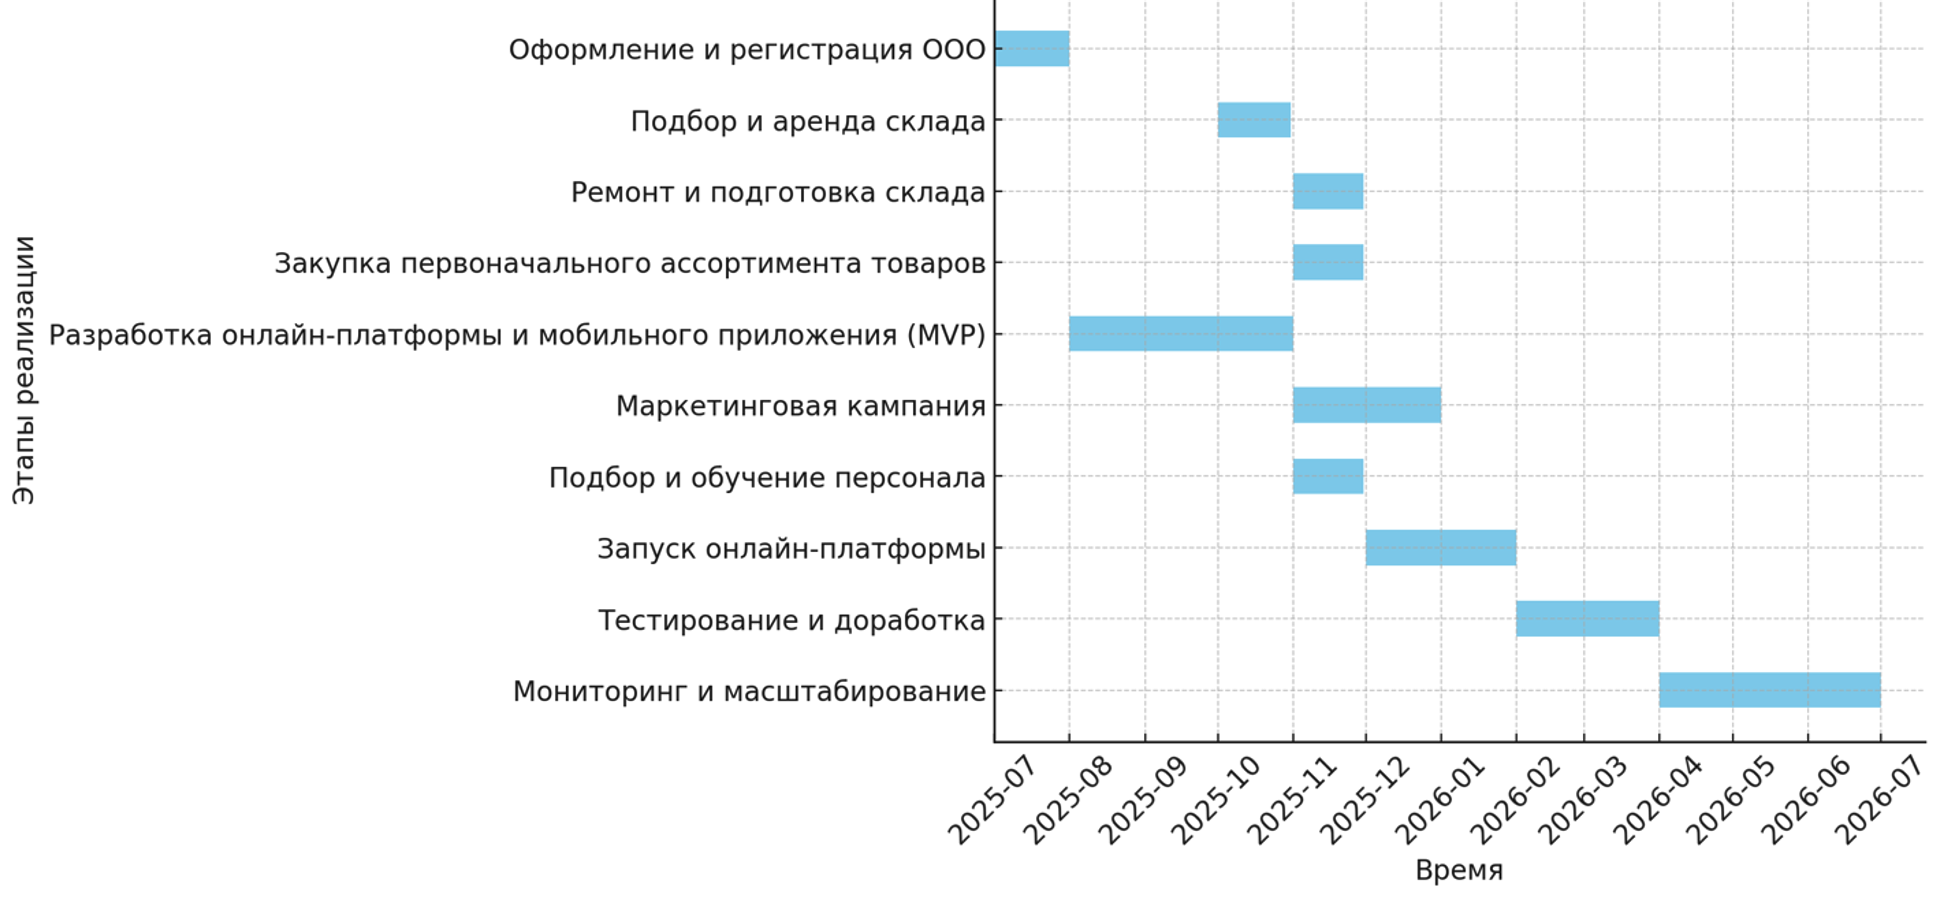 Этапы реализации
Оформление и регистрация ООО
Подбор и аренда склада
Ремонт и подготовка склада
Закупка первоначального ассортимента товаров
Разработка онлайн-платформы и мобильного приложения (MVP)
Маркетинговая кампания
Подбор и обучение персонала
Запуск онлайн-платформы
Тестирование и доработка
Мониторинг и масштабирование
2025-07
2025-08
2025-09
2025-10
2025-11
2025-12
2026-01
2026-02
2026-03
2026-04
2026-05
2026-06
2026-07
Время